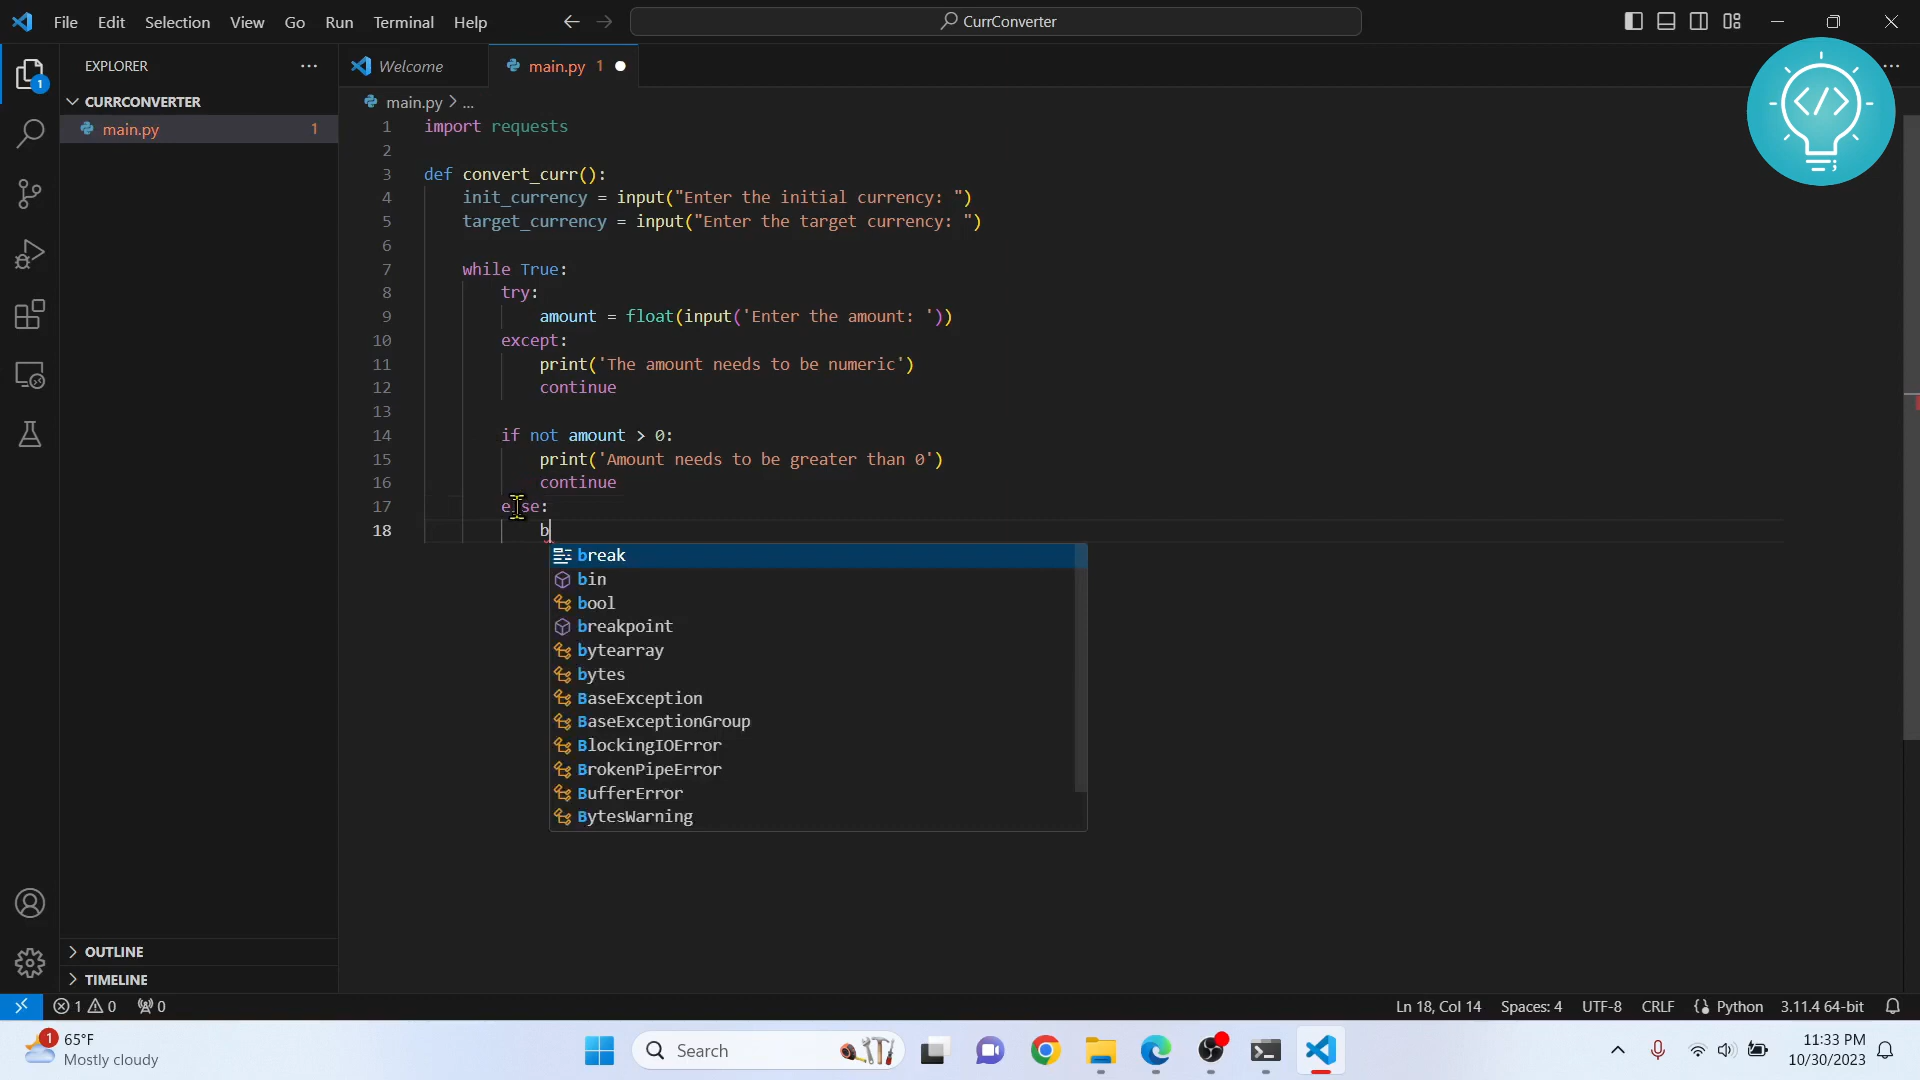 File Edit Selection View Go Run Terminal Help
CurrConverter
EXPLORER
Welcome
main.py 1
CURRCONVERTER
main.py 1
main.py > ...
1 import requests
2
3 def convert_curr():
4 init_currency = input("Enter the initial currency: ")
5 target_currency = input("Enter the target currency: ")
6
7 while True:
8 try:
9 amount = float(input('Enter the amount: '))
10 except:
11 print('The amount needs to be numeric')
12 continue
13
14 if not amount > 0:
15 print('Amount needs to be greater than 0')
16 continue
17 else:
18 b
break
bin
bool
breakpoint
bytearray
bytes
BaseException
BaseExceptionGroup
BlockingIOError
BrokenPipeError
BufferError
BytesWarning
1
</>
;
OUTLINE
TIMELINE
1 0 0
Ln 18, Col 14 Spaces: 4 UTF-8 CRLF {} Python 3.11.4 64-bit
1
65°F
Mostly cloudy
Search
11:33 PM
10/30/2023